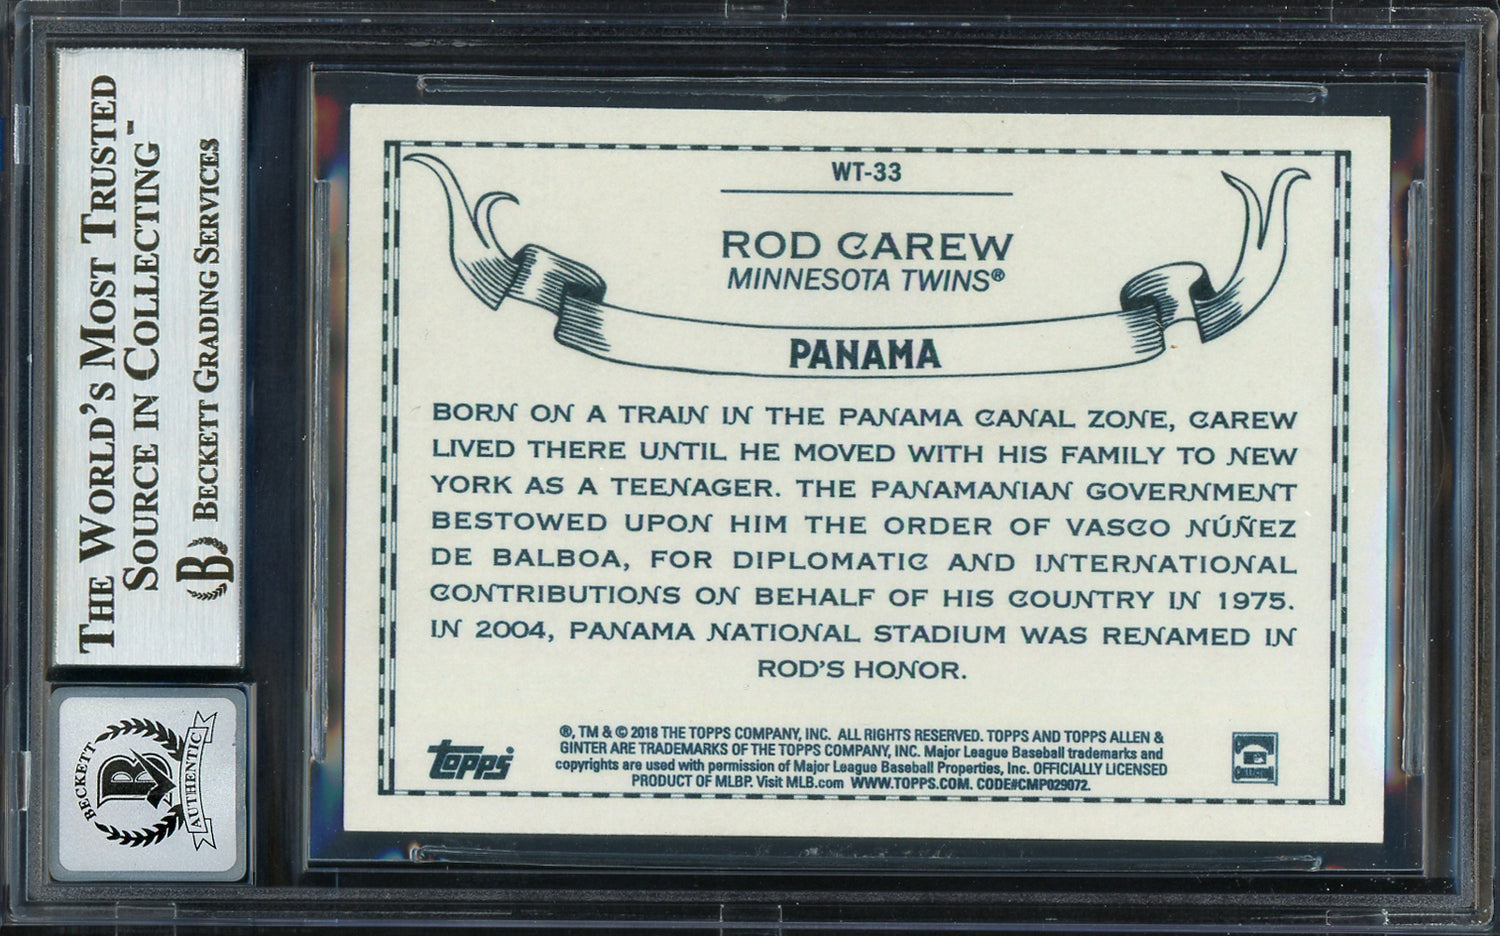 THE WORLD'S MOST TRUSTED
SOURCE IN COLLECTING™
BECKETT GRADING SERVICES
B
BECKETT
B
AUTHENTIC
WT-33
ROD CAREW
MINNESOTA TWINS®
PANAMA
BORN ON A TRAIN IN THE PANAMA CANAL ZONE, CAREW
LIVED THERE UNTIL HE MOVED WITH HIS FAMILY TO NEW
YORK AS A TEENAGER. THE PANAMANIAN GOVERNMENT
BESTOWED UPON HIM THE ORDER OF VASCO NÚÑEZ
DE BALBOA, FOR DIPLOMATIC AND INTERNATIONAL
CONTRIBUTIONS ON BEHALF OF HIS COUNTRY IN 1975.
IN 2004, PANAMA NATIONAL STADIUM WAS RENAMED IN
ROD'S HONOR.
topps
®, TM & © 2018 THE TOPPS COMPANY, INC. ALL RIGHTS RESERVED. TOPPS AND TOPPS ALLEN &
GINTER ARE TRADEMARKS OF THE TOPPS COMPANY, INC. Major League Baseball trademarks and
copyrights are used with permission of Major League Baseball Properties, Inc. OFFICIALLY LICENSED
PRODUCT OF MLBP. Visit MLB.com WWW.TOPPS.COM. CODE#CMP029072.
COLLECTION